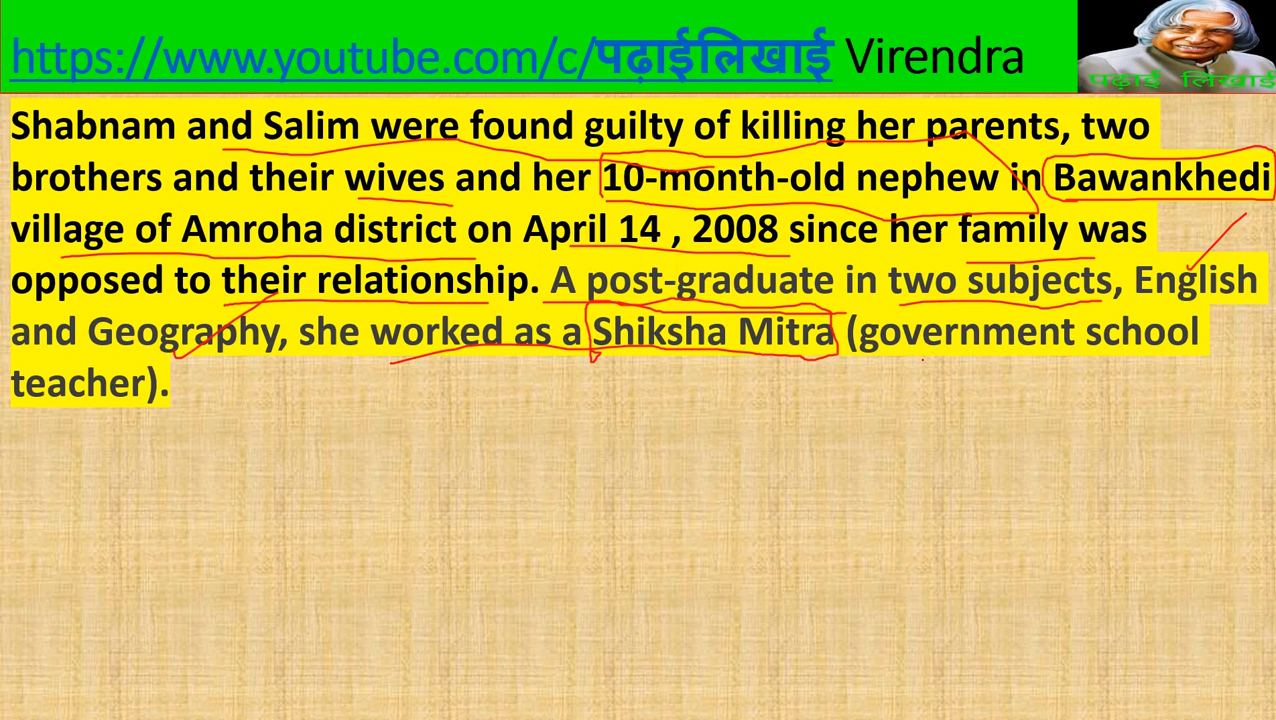 https://www.youtube.com/c/पढ़ाईलिखाई Virendra
पढ़ाई लिखाई
Shabnam and Salim were found guilty of killing her parents, two
brothers and their wives and her 10-month-old nephew in Bawankhedi
village of Amroha district on April 14 , 2008 since her family was
opposed to their relationship. A post-graduate in two subjects, English
and Geography, she worked as a Shiksha Mitra (government school
teacher).